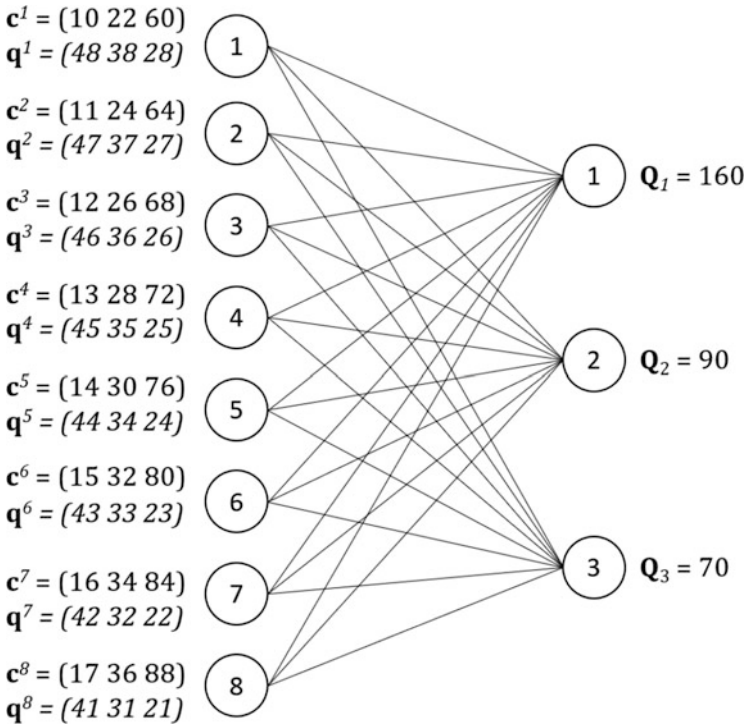 c¹ = (10 22 60)
q¹ = (48 38 28)
1
c² = (11 24 64)
q² = (47 37 27)
2
c³ = (12 26 68)
q³ = (46 36 26)
3
c⁴ = (13 28 72)
q⁴ = (45 35 25)
4
c⁵ = (14 30 76)
q⁵ = (44 34 24)
5
c⁶ = (15 32 80)
q⁶ = (43 33 23)
6
c⁷ = (16 34 84)
q⁷ = (42 32 22)
7
c⁸ = (17 36 88)
q⁸ = (41 31 21)
8
1 Q₁ = 160
2 Q₂ = 90
3 Q₃ = 70